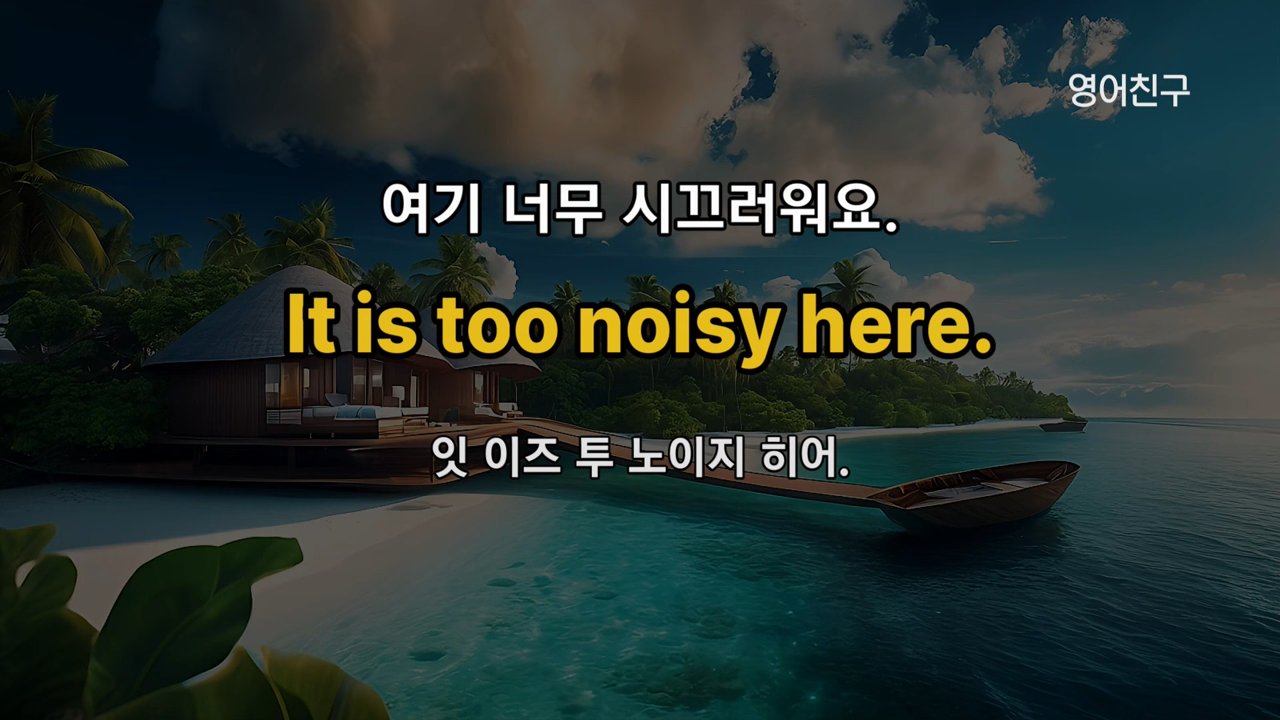 영어친구
여기 너무 시끄러워요.
It is too noisy here.
잇 이즈 투 노이지 히어.